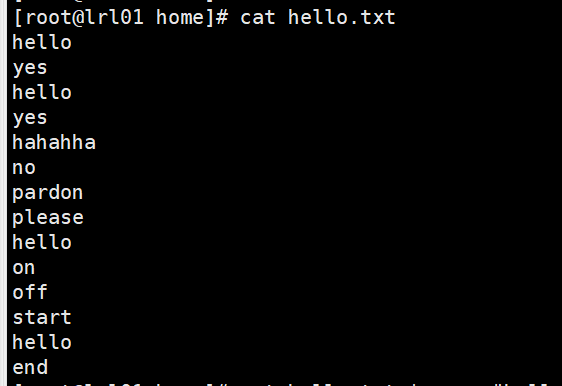 [root@lrl01 home]# cat hello.txt
hello
yes
hello
yes
hahahha
no
pardon
please
hello
on
off
start
hello
end